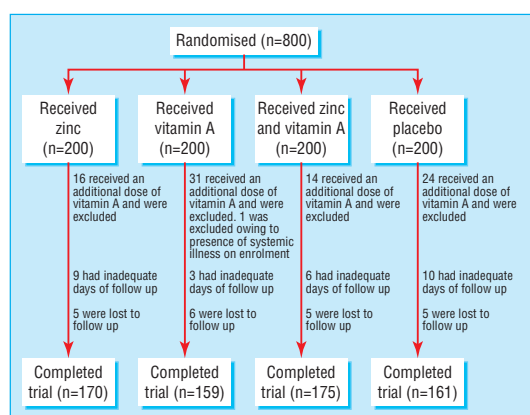 Randomised (n=800)
Received
zinc
(n=200)
Received
vitamin A
(n=200)
Received zinc
and vitamin A
(n=200)
Received
placebo
(n=200)
16 received an
additional dose of
vitamin A and were
excluded
31 received an
additional dose of
vitamin A and were
excluded. 1 was
excluded owing to
presence of systemic
illness on enrolment
14 received an
additional dose of
vitamin A and were
excluded
24 received an
additional dose of
vitamin A and were
excluded
9 had inadequate
days of follow up
3 had inadequate
days of follow up
6 had inadequate
days of follow up
10 had inadequate
days of follow up
5 were lost to
follow up
6 were lost to
follow up
5 were lost to
follow up
5 were lost to
follow up
Completed
trial (n=170)
Completed
trial (n=159)
Completed
trial (n=175)
Completed
trial (n=161)